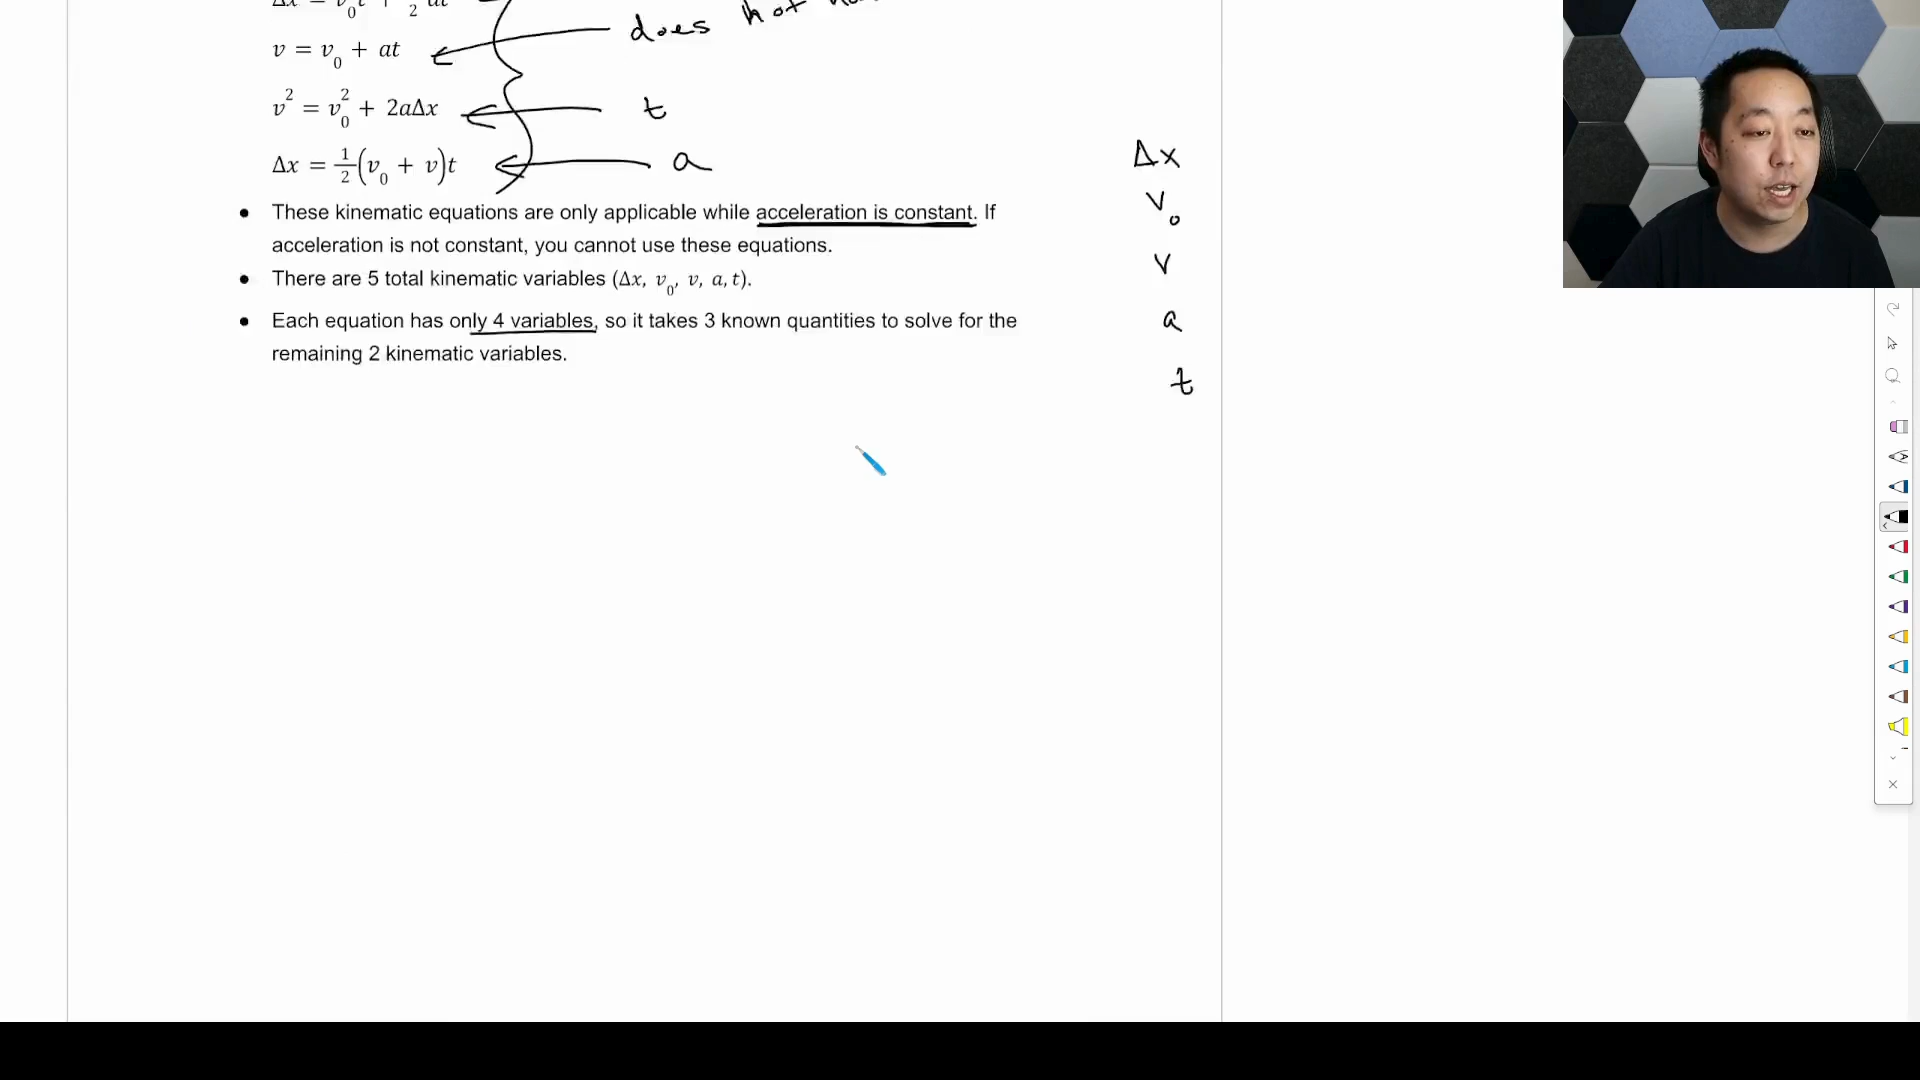 v = v₀ + at
does not
v² = v₀² + 2aΔx
t
Δx = 1/2(v₀ + v)t
a
● These kinematic equations are only applicable while acceleration is constant. If
acceleration is not constant, you cannot use these equations.
● There are 5 total kinematic variables (Δx, v₀, v, a, t).
● Each equation has only 4 variables, so it takes 3 known quantities to solve for the
remaining 2 kinematic variables.
Δx
v₀
v
a
t